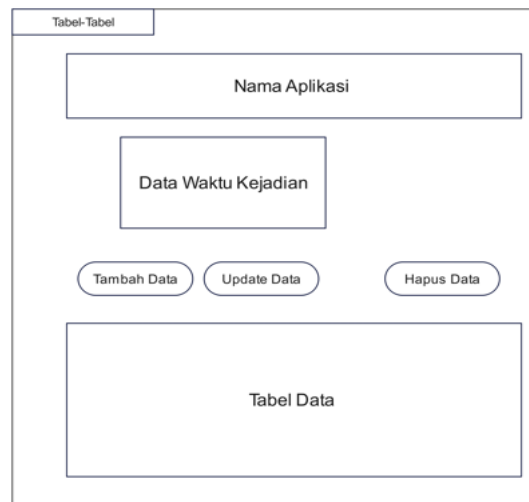 Tabel-Tabel
Nama Aplikasi
Data Waktu Kejadian
Tambah Data
Update Data
Hapus Data
Tabel Data